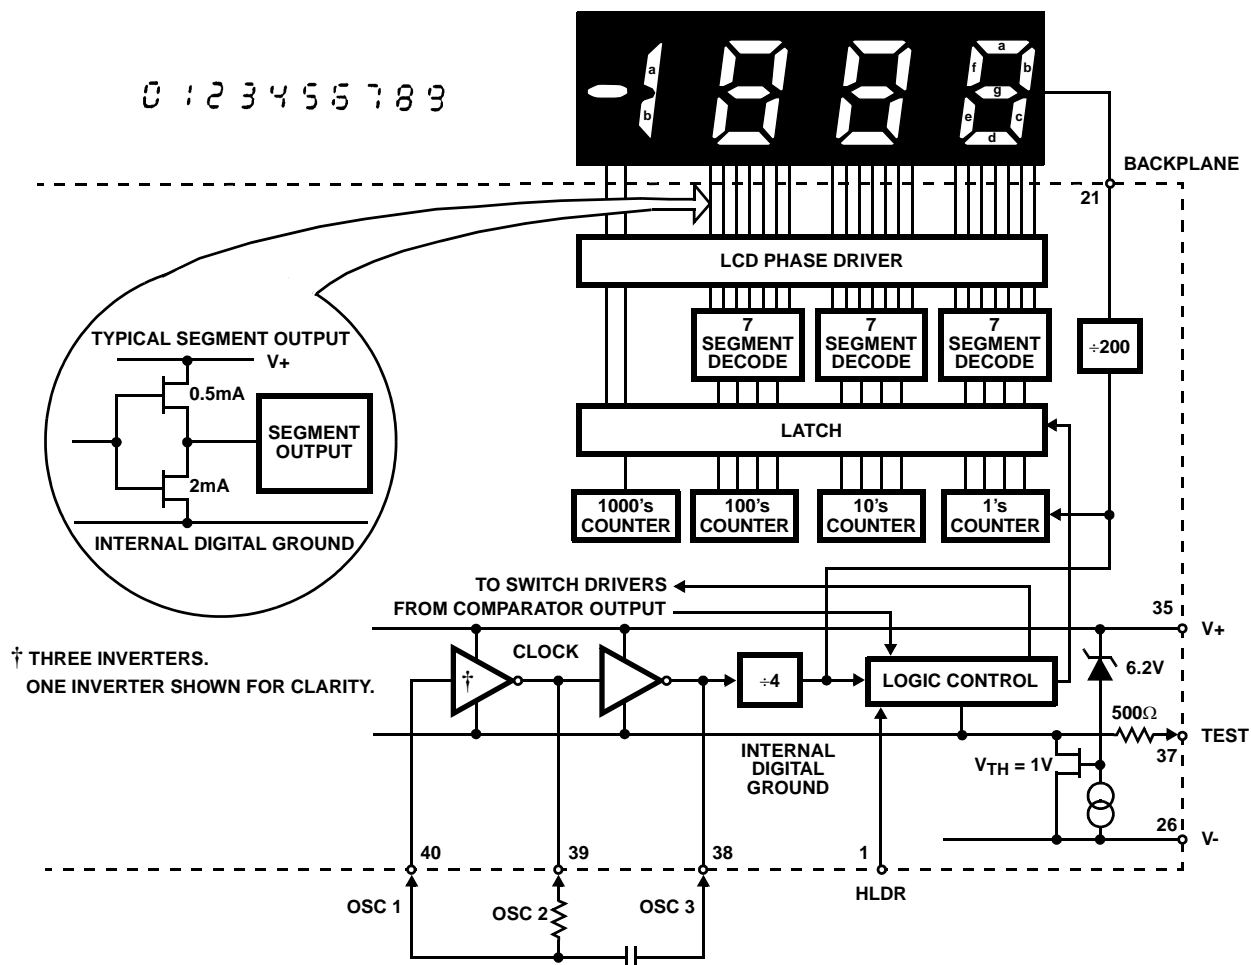 0 1 2 3 4 5 6 7 8 9
a
b
a
f
b
g
e
c
d
BACKPLANE
21
LCD PHASE DRIVER
TYPICAL SEGMENT OUTPUT
V+
0.5mA
SEGMENT
OUTPUT
2mA
INTERNAL DIGITAL GROUND
7
SEGMENT
DECODE
7
SEGMENT
DECODE
7
SEGMENT
DECODE
÷200
LATCH
1000's
COUNTER
100's
COUNTER
10's
COUNTER
1's
COUNTER
TO SWITCH DRIVERS
FROM COMPARATOR OUTPUT
35
V+
† THREE INVERTERS.
ONE INVERTER SHOWN FOR CLARITY.
†
CLOCK
÷4
LOGIC CONTROL
6.2V
500Ω
TEST
37
INTERNAL
DIGITAL
GROUND
VTH = 1V
26
V-
40
39
38
1
OSC 1
OSC 2
OSC 3
HLDR